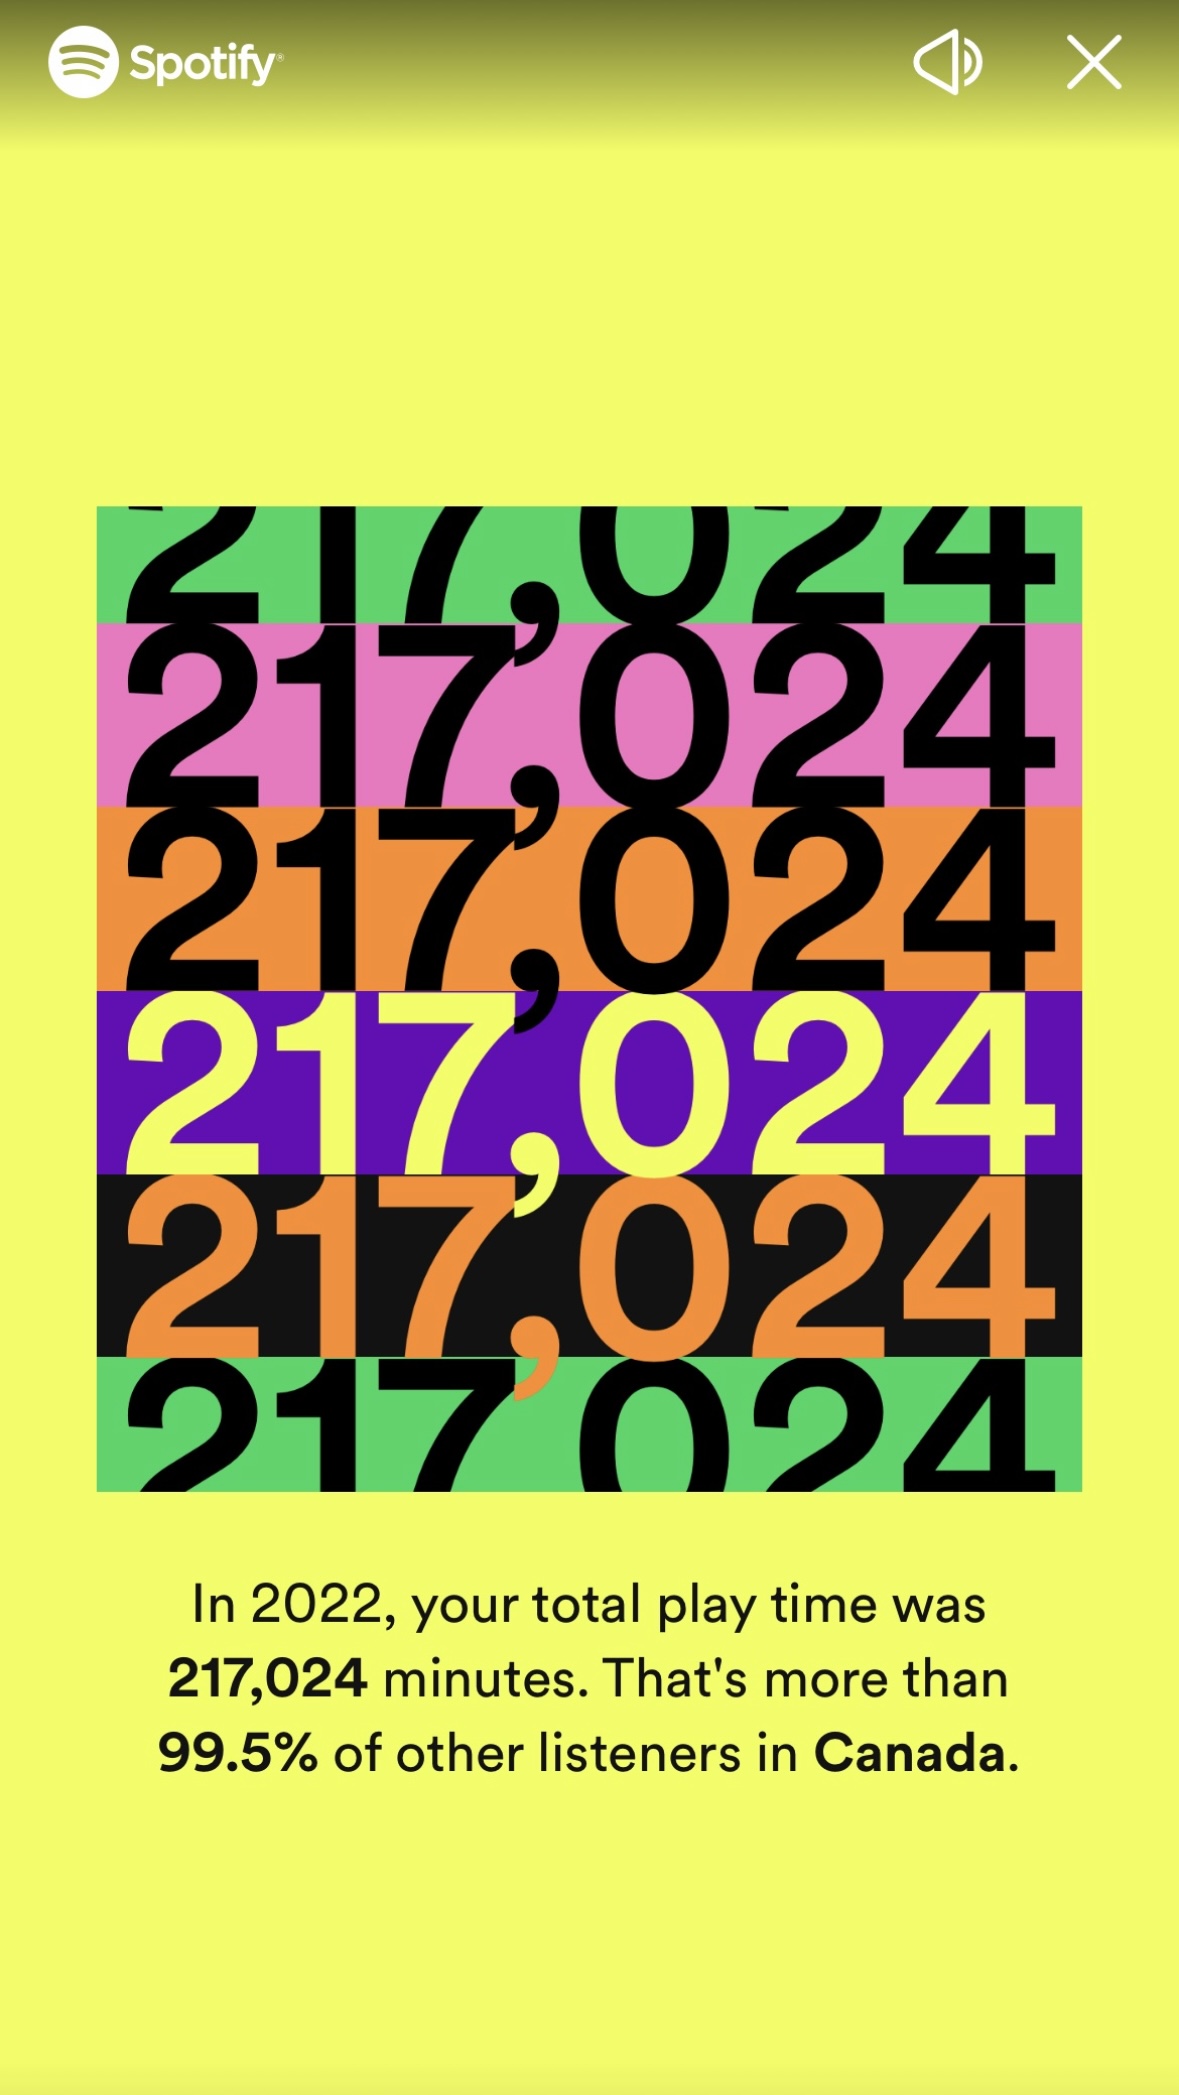 Spotify®
217,024
217,024
217,024
217,024
217,024
217,024
In 2022, your total play time was
217,024 minutes. That's more than
99.5% of other listeners in Canada.